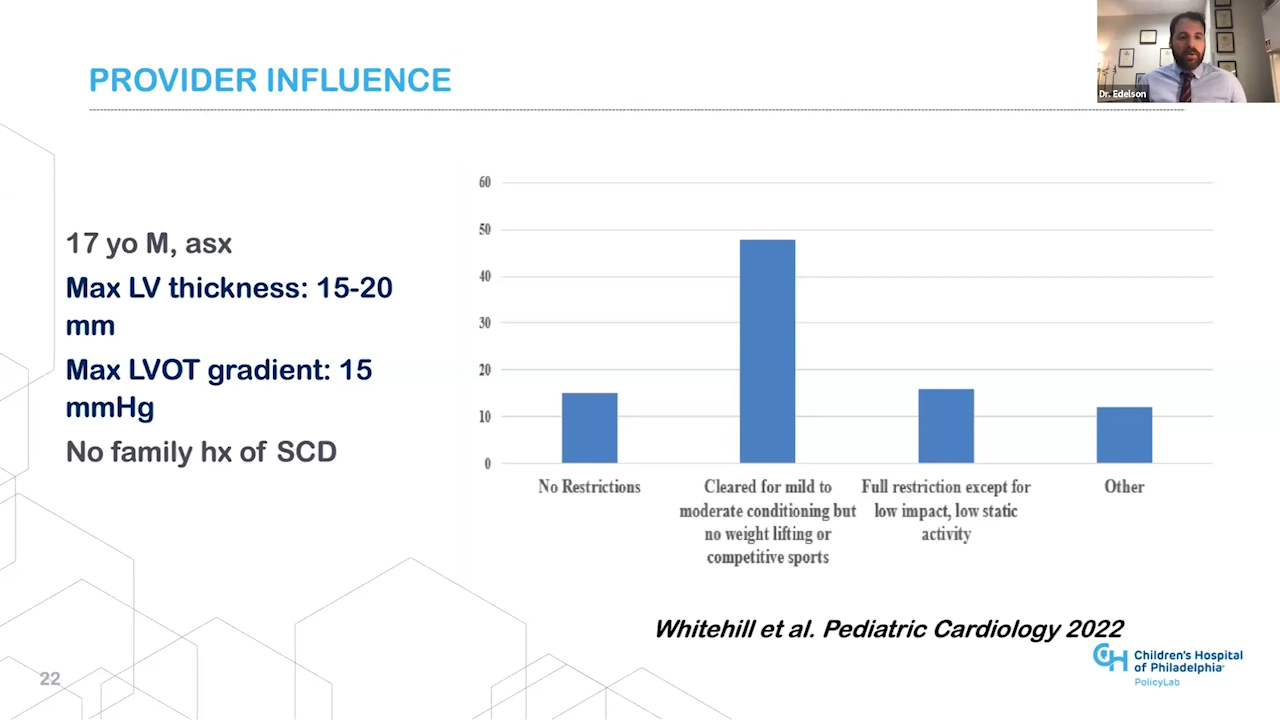 Dr. Edelson
PROVIDER INFLUENCE
17 yo M, asx
Max LV thickness: 15-20
mm
Max LVOT gradient: 15
mmHg
No family hx of SCD
60
50
40
30
20
10
0
No Restrictions
Cleared for mild to
moderate conditioning but
no weight lifting or
competitive sports
Full restriction except for
low impact, low static
activity
Other
Whitehill et al. Pediatric Cardiology 2022
CH Children's Hospital
of Philadelphia
PolicyLab
22